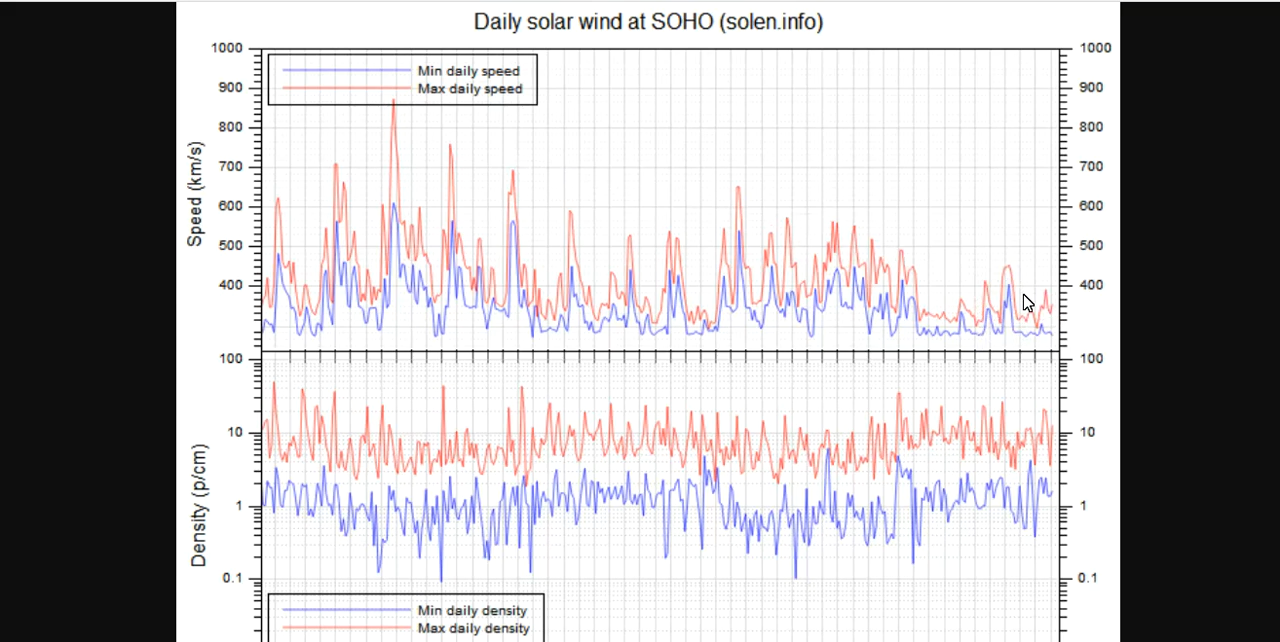 Daily solar wind at SOHO (solen.info)
1000 1000
Min daily speed
900 Max daily speed 900
800 800
700 700
Speed (km/s)
600 600
500 500
400 400
100 100
10 10
Density (p/cm)
1 1
0.1 0.1
Min daily density
Max daily density